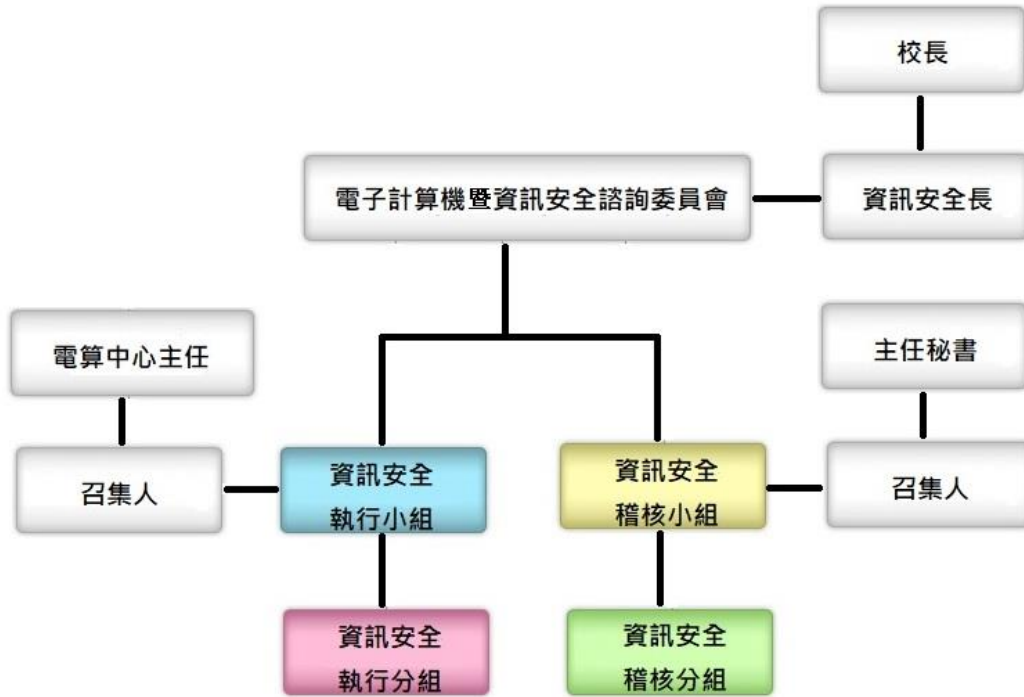 校長
電子計算機暨資訊安全諮詢委員會
資訊安全長
電算中心主任
主任秘書
召集人
資訊安全
執行小組
資訊安全
稽核小組
召集人
資訊安全
執行分組
資訊安全
稽核分組